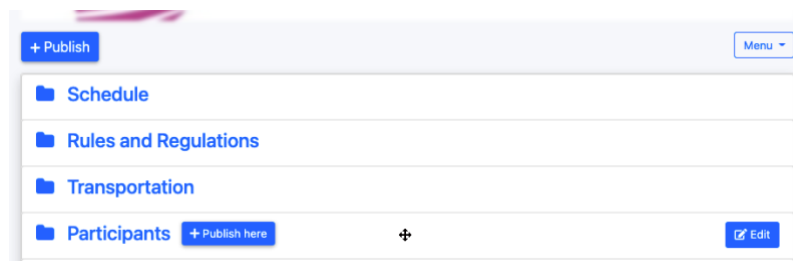 + Publish
Menu
Schedule
Rules and Regulations
Transportation
Participants + Publish here Edit